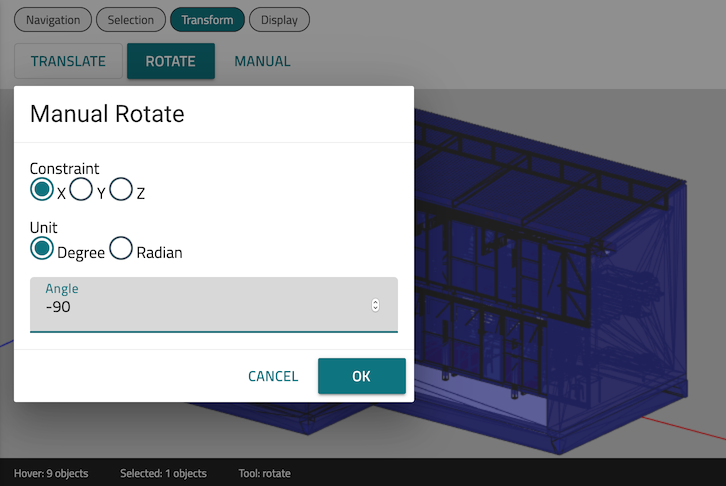 Navigation Selection Transform Display
TRANSLATE ROTATE MANUAL
Manual Rotate
Constraint
X Y Z
Unit
Degree Radian
Angle
-90
CANCEL OK
Hover: 9 objects Selected: 1 objects Tool: rotate